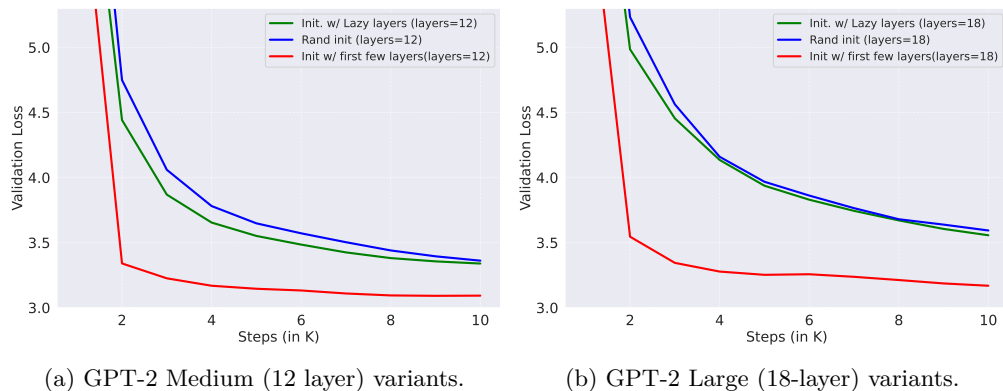 Init. w/ Lazy layers (layers=12)
Rand init (layers=12)
Init w/ first few layers(layers=12)
5.0
4.5
4.0
3.5
3.0
Validation Loss
2 4 6 8 10
Steps (in K)
(a) GPT-2 Medium (12 layer) variants.
Init. w/ Lazy layers (layers=18)
Rand init (layers=18)
Init w/ first few layers(layers=18)
5.0
4.5
4.0
3.5
3.0
Validation Loss
2 4 6 8 10
Steps (in K)
(b) GPT-2 Large (18-layer) variants.